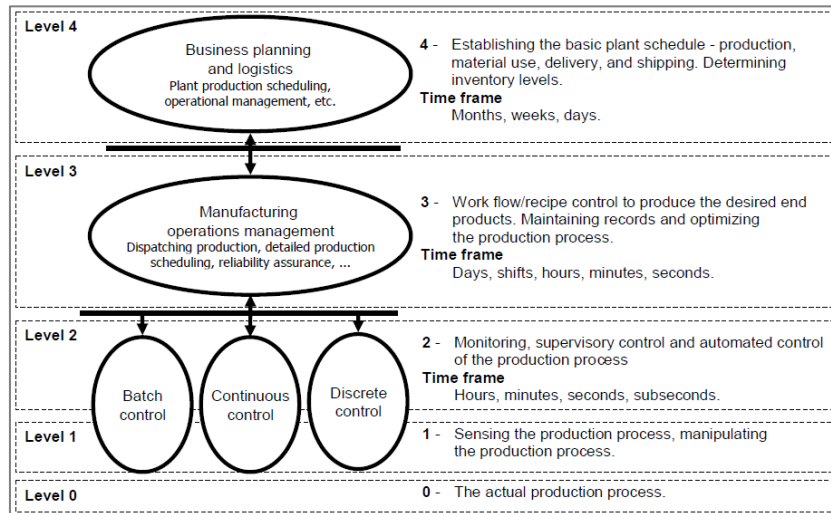 Level 4
Business planning
and logistics
Plant production scheduling,
operational management, etc.
4 - Establishing the basic plant schedule - production,
material use, delivery, and shipping. Determining
inventory levels.
Time frame
Months, weeks, days.
Level 3
Manufacturing
operations management
Dispatching production, detailed production
scheduling, reliability assurance, ...
3 - Work flow/recipe control to produce the desired end
products. Maintaining records and optimizing
the production process.
Time frame
Days, shifts, hours, minutes, seconds.
Level 2
Batch
control
Continuous
control
Discrete
control
2 - Monitoring, supervisory control and automated control
of the production process
Time frame
Hours, minutes, seconds, subseconds.
Level 1
1 - Sensing the production process, manipulating
the production process.
Level 0
0 - The actual production process.